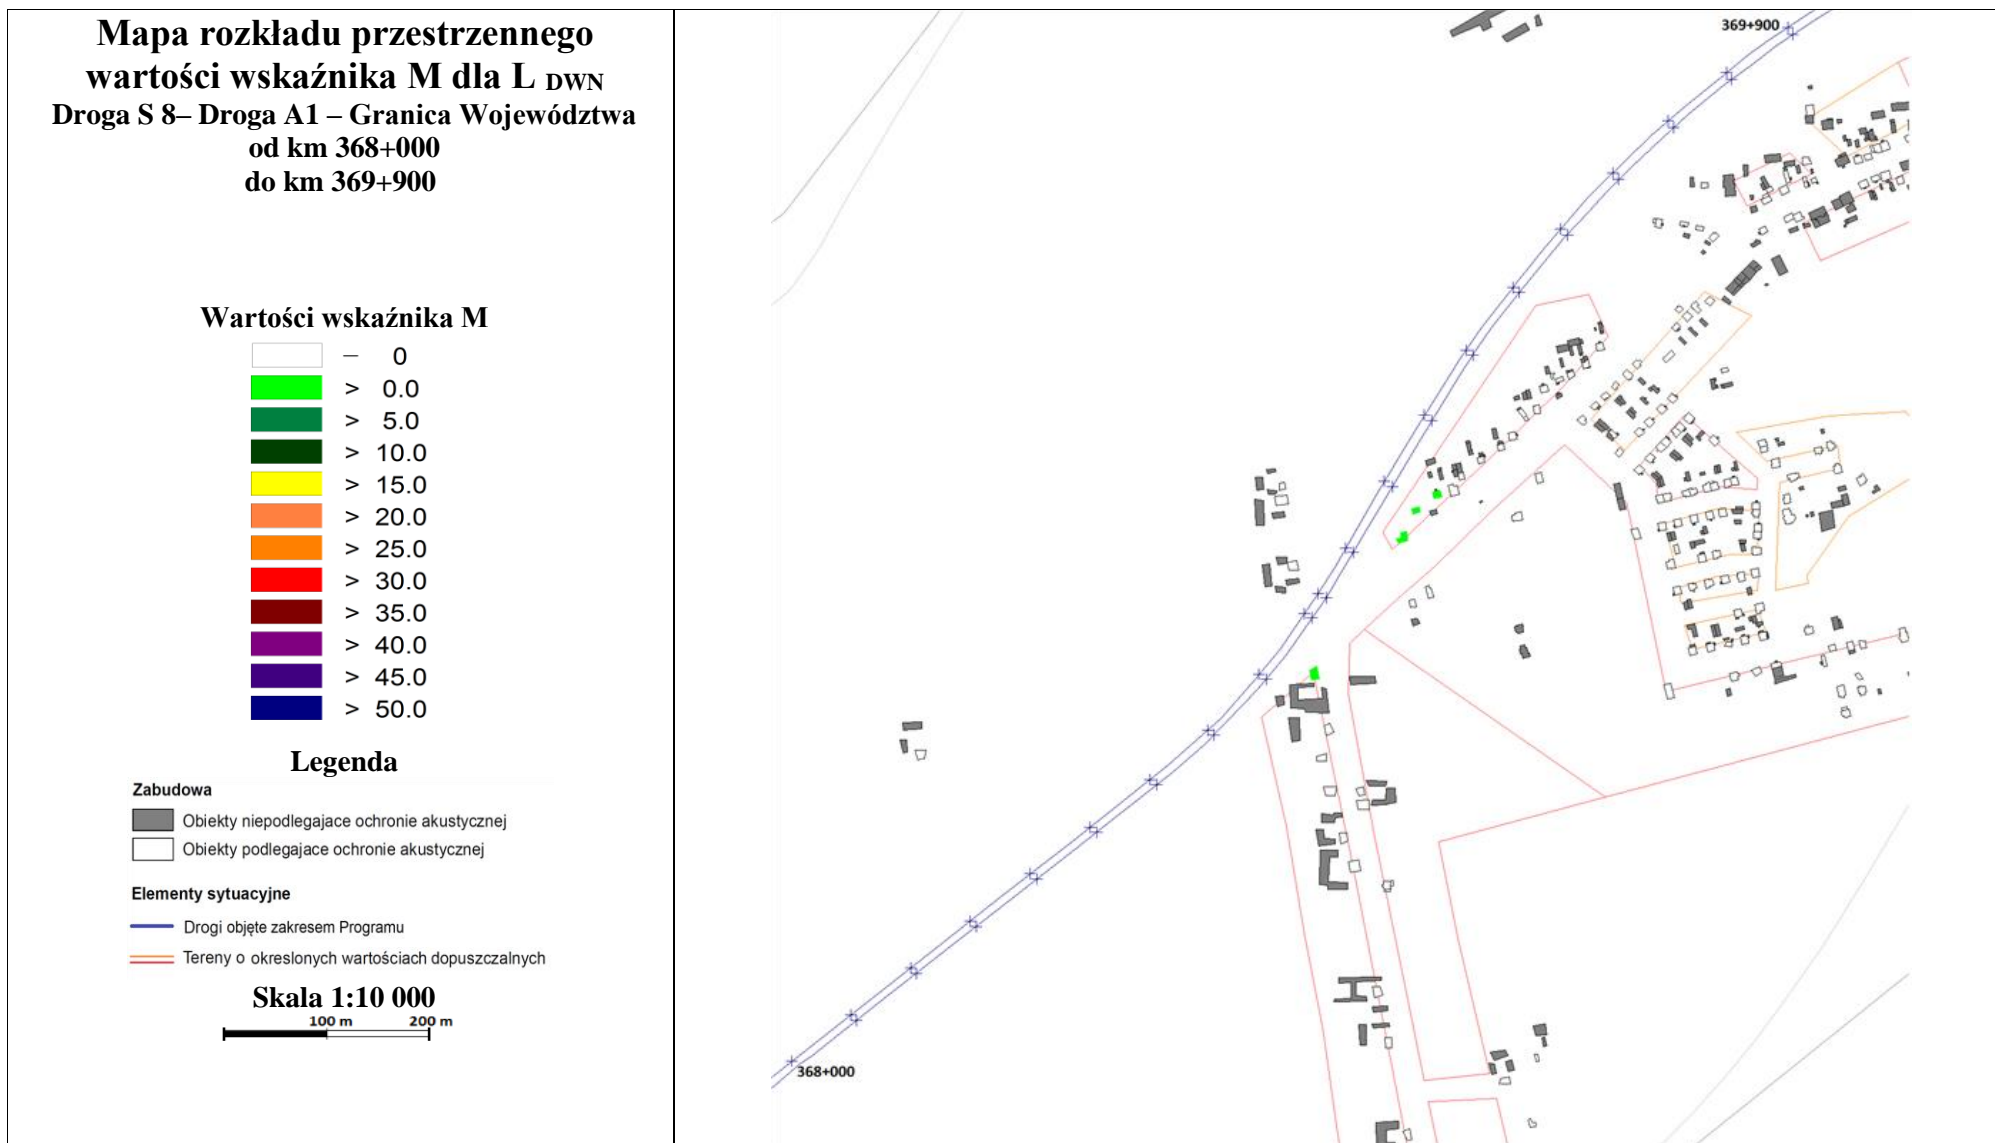 Mapa rozkładu przestrzennego
wartości wskaźnika M dla L DWN
Droga S 8– Droga A1 – Granica Województwa
od km 368+000
do km 369+900
Wartości wskaźnika M
– 0
> 0.0
> 5.0
> 10.0
> 15.0
> 20.0
> 25.0
> 30.0
> 35.0
> 40.0
> 45.0
> 50.0
Legenda
Zabudowa
Obiekty niepodlegajace ochronie akustycznej
Obiekty podlegajace ochronie akustycznej
Elementy sytuacyjne
Drogi objęte zakresem Programu
Tereny o okreslonych wartościach dopuszczalnych
Skala 1:10 000
100 m 200 m
369+900
368+000